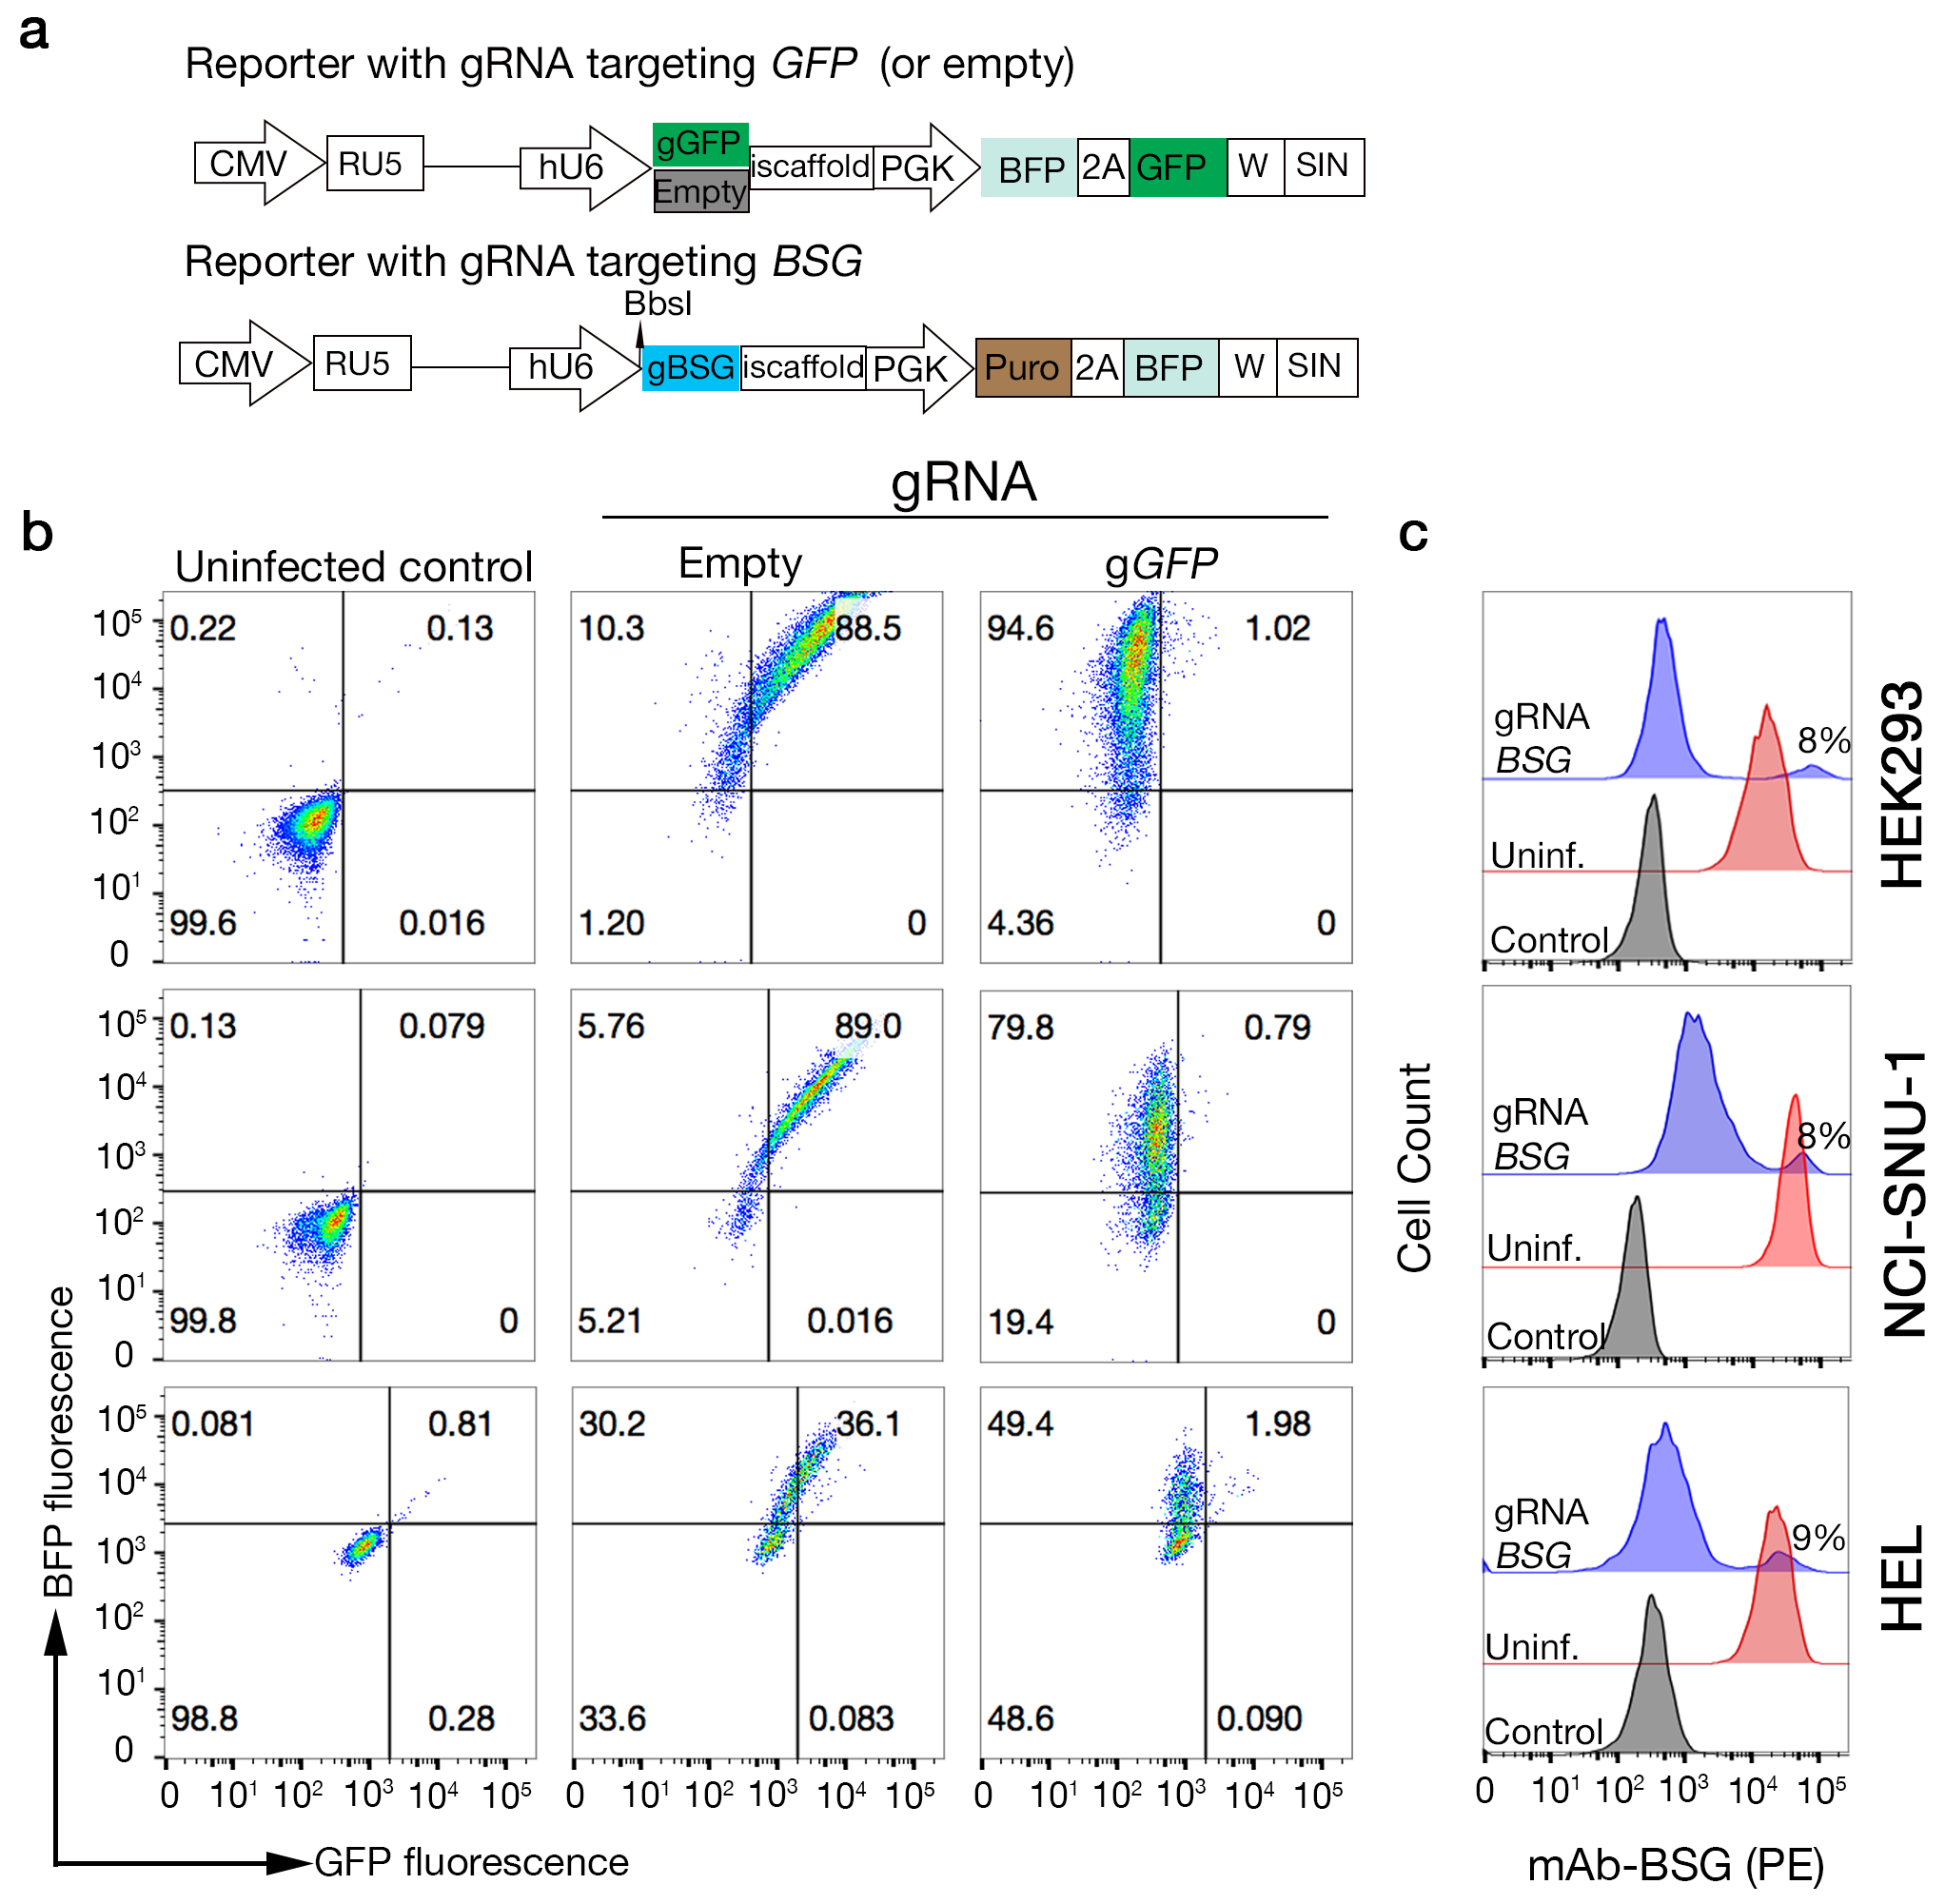 a
Reporter with gRNA targeting GFP (or empty)
CMV RU5 hU6 gGFP Empty iscaffold PGK BFP 2A GFP W SIN
Reporter with gRNA targeting BSG
BbsI
CMV RU5 hU6 gBSG iscaffold PGK Puro 2A BFP W SIN
gRNA
b
Uninfected control Empty gGFP
10⁵ 10⁴ 10³ 10² 10¹ 0
0.22 0.13
99.6 0.016
10.3 88.5
1.20 0
94.6 1.02
4.36 0
10⁵ 10⁴ 10³ 10² 10¹ 0
0.13 0.079
99.8 0
5.76 89.0
5.21 0.016
79.8 0.79
19.4 0
10⁵ 10⁴ 10³ 10² 10¹ 0
0.081 0.81
98.8 0.28
30.2 36.1
33.6 0.083
49.4 1.98
48.6 0.090
0 10¹ 10² 10³ 10⁴ 10⁵
0 10¹ 10² 10³ 10⁴ 10⁵
0 10¹ 10² 10³ 10⁴ 10⁵
BFP fluorescence
GFP fluorescence
c
gRNA
BSG
8%
Uninf.
Control
HEK293
gRNA
BSG
8%
Uninf.
Control
NCI-SNU-1
gRNA
BSG
9%
Uninf.
Control
HEL
Cell Count
0 10¹ 10² 10³ 10⁴ 10⁵
mAb-BSG (PE)